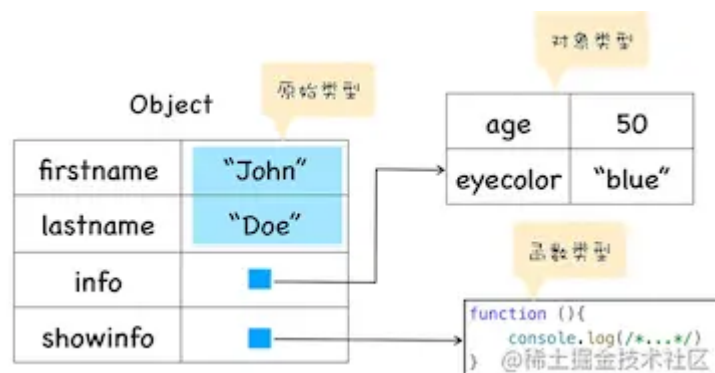 对象类型
原始类型
Object
age 50
firstname “John”
eyecolor “blue”
lastname “Doe”
函数类型
info
function (){
showinfo
console.log(/*...*/)
}
@稀土掘金技术社区